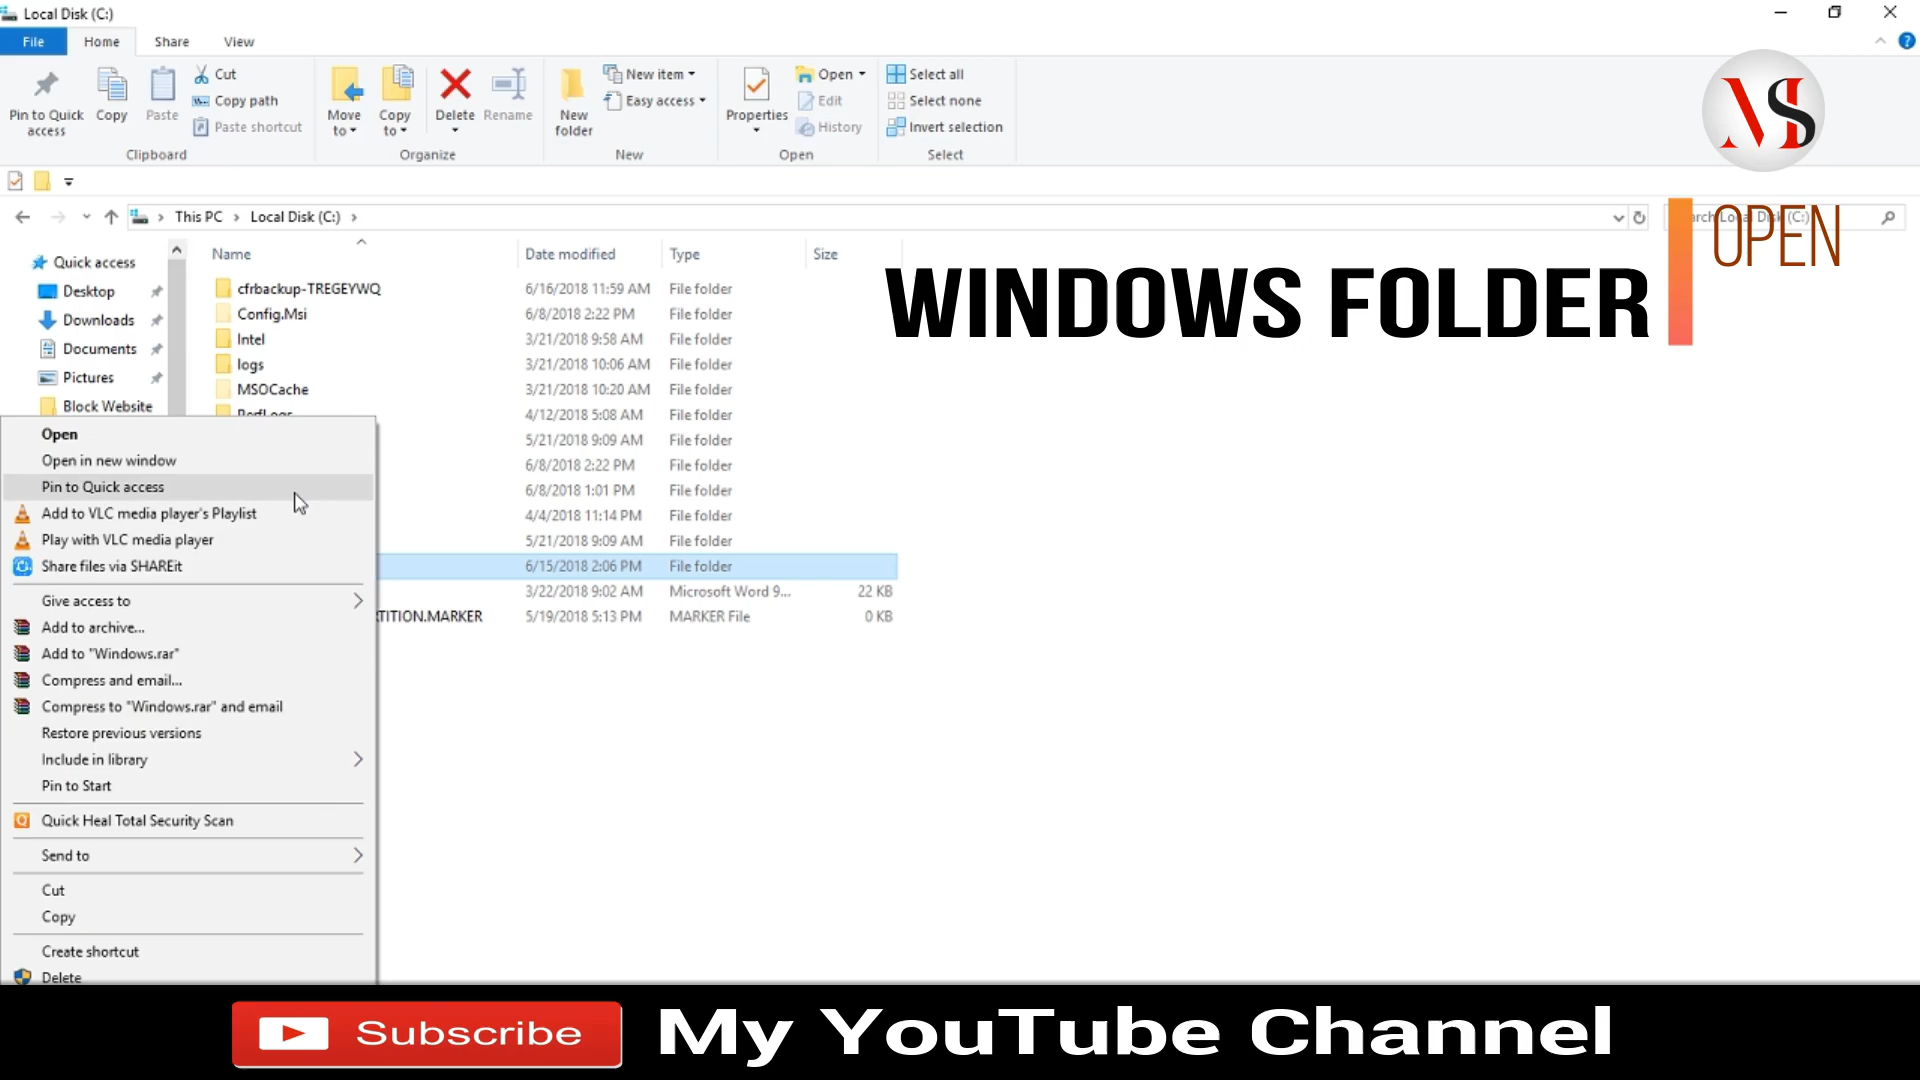 Local Disk (C:)
File Home Share View
Pin to Quick access
Copy
Paste
Cut
Copy path
Paste shortcut
Clipboard
Move to
Copy to
Delete
Rename
Organize
New folder
New item
Easy access
New
Properties
Open
Edit
History
Open
Select all
Select none
Invert selection
Select
MS
This PC > Local Disk (C:) >
arch Local Disk (C:)
OPEN
WINDOWS FOLDER
Quick access
Desktop
Downloads
Documents
Pictures
Block Website
Name Date modified Type Size
cfrbackup-TREGEYWQ 6/16/2018 11:59 AM File folder
Config.Msi 6/8/2018 2:22 PM File folder
Intel 3/21/2018 9:58 AM File folder
logs 3/21/2018 10:06 AM File folder
MSOCache 3/21/2018 10:20 AM File folder
PerfLogs 4/12/2018 5:08 AM File folder
5/21/2018 9:09 AM File folder
6/8/2018 2:22 PM File folder
6/8/2018 1:01 PM File folder
4/4/2018 11:14 PM File folder
5/21/2018 9:09 AM File folder
6/15/2018 2:06 PM File folder
3/22/2018 9:02 AM Microsoft Word 9... 22 KB
TITION.MARKER 5/19/2018 5:13 PM MARKER File 0 KB
Open
Open in new window
Pin to Quick access
Add to VLC media player's Playlist
Play with VLC media player
Share files via SHAREit
Give access to
Add to archive...
Add to "Windows.rar"
Compress and email...
Compress to "Windows.rar" and email
Restore previous versions
Include in library
Pin to Start
Quick Heal Total Security Scan
Send to
Cut
Copy
Create shortcut
Delete
Subscribe
My YouTube Channel